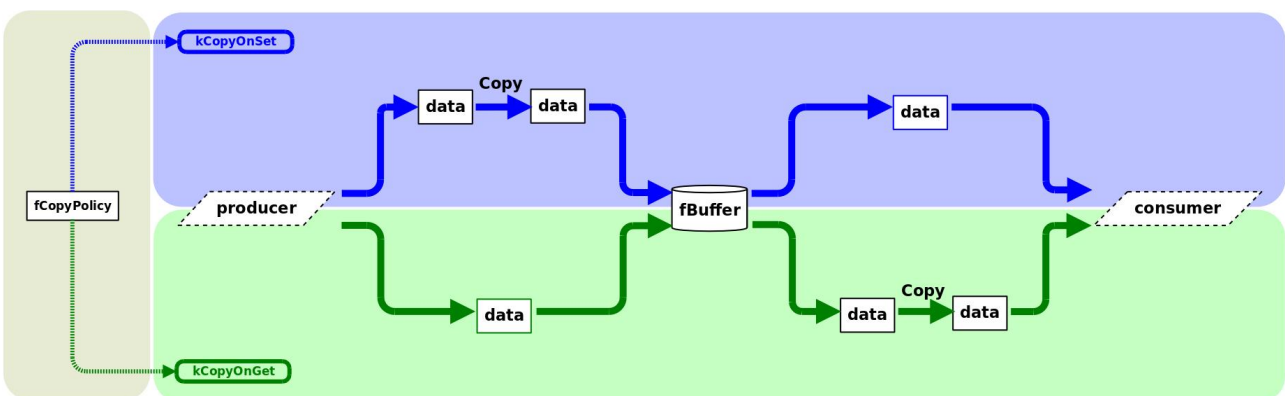 kCopyOnSet
Copy
data
data
data
fCopyPolicy
producer
fBuffer
consumer
data
Copy
data
data
kCopyOnGet